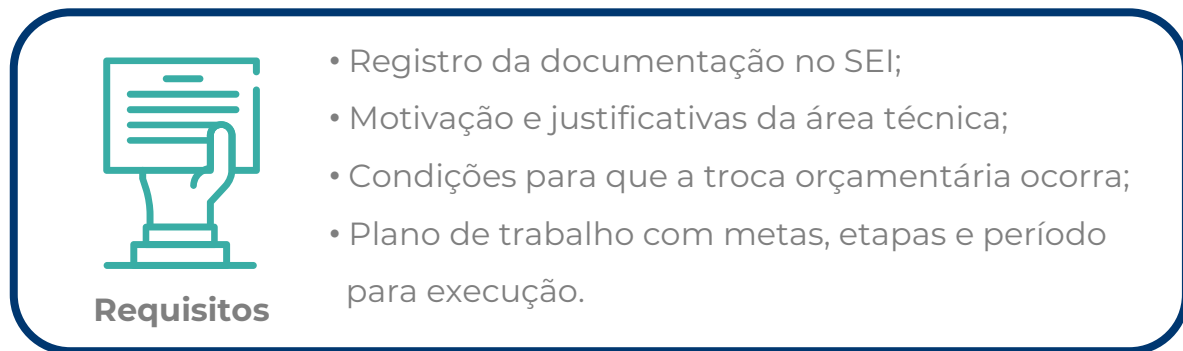 • Registro da documentação no SEI;
• Motivação e justificativas da área técnica;
• Condições para que a troca orçamentária ocorra;
• Plano de trabalho com metas, etapas e período
para execução.
Requisitos